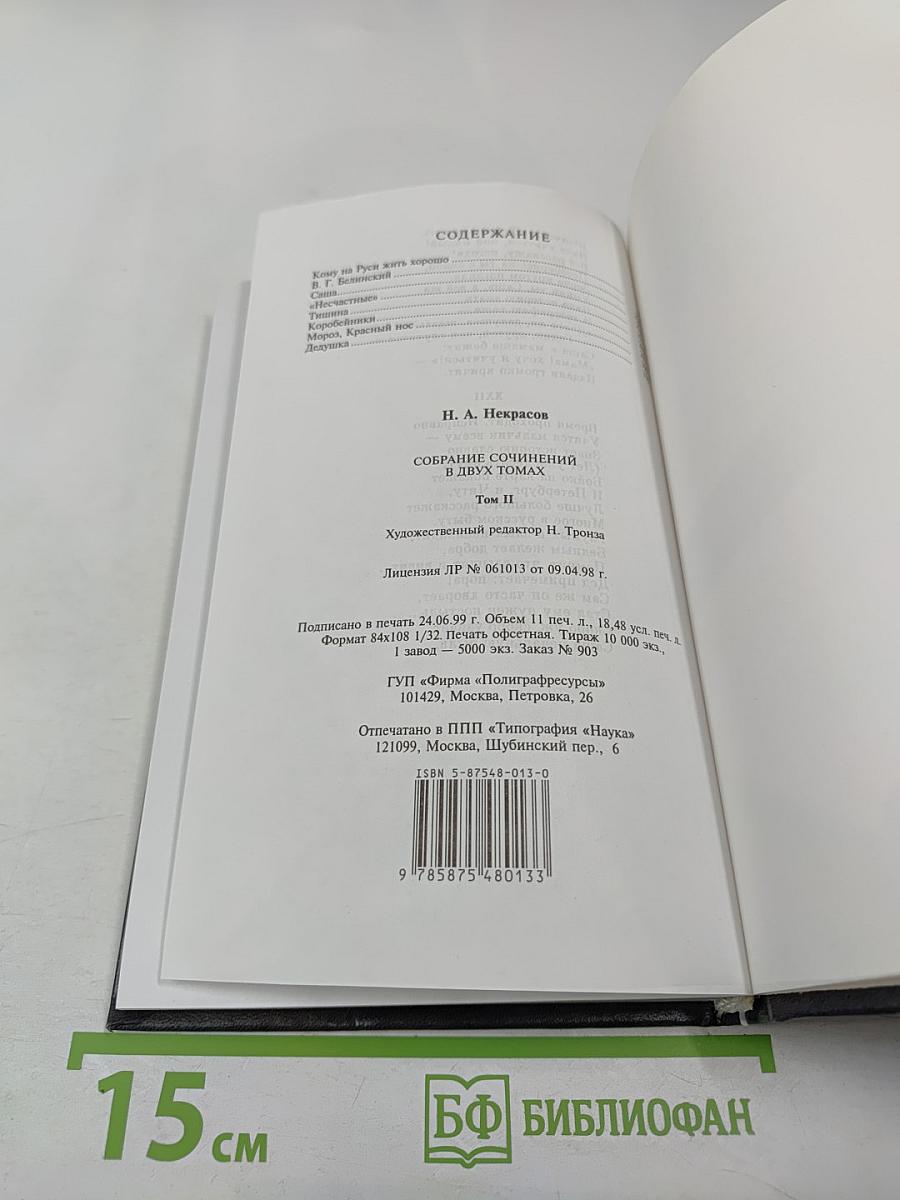 СОДЕРЖАНИЕ
Кому на Руси жить хорошо
В. Г. Белинский
Саша
«Несчастные»
Тишина
Коробейники
Мороз, Красный нос
Дедушка
Н. А. Некрасов
СОБРАНИЕ СОЧИНЕНИЙ
В ДВУХ ТОМАХ
Том II
Художественный редактор Н. Тронза
Лицензия ЛР № 061013 от 09.04.98 г.
Подписано в печать 24.06.99 г. Объем 11 печ. л., 18,48 усл. печ. л.
Формат 84х108 1/32. Печать офсетная. Тираж 10 000 экз.,
1 завод — 5000 экз. Заказ № 903
ГУП «Фирма «Полиграфресурсы»
101429, Москва, Петровка, 26
Отпечатано в ППП «Типография «Наука»
121099, Москва, Шубинский пер., 6
ISBN 5-87548-013-0
9 785875 480133
15 см
БФ БИБЛИОФАН